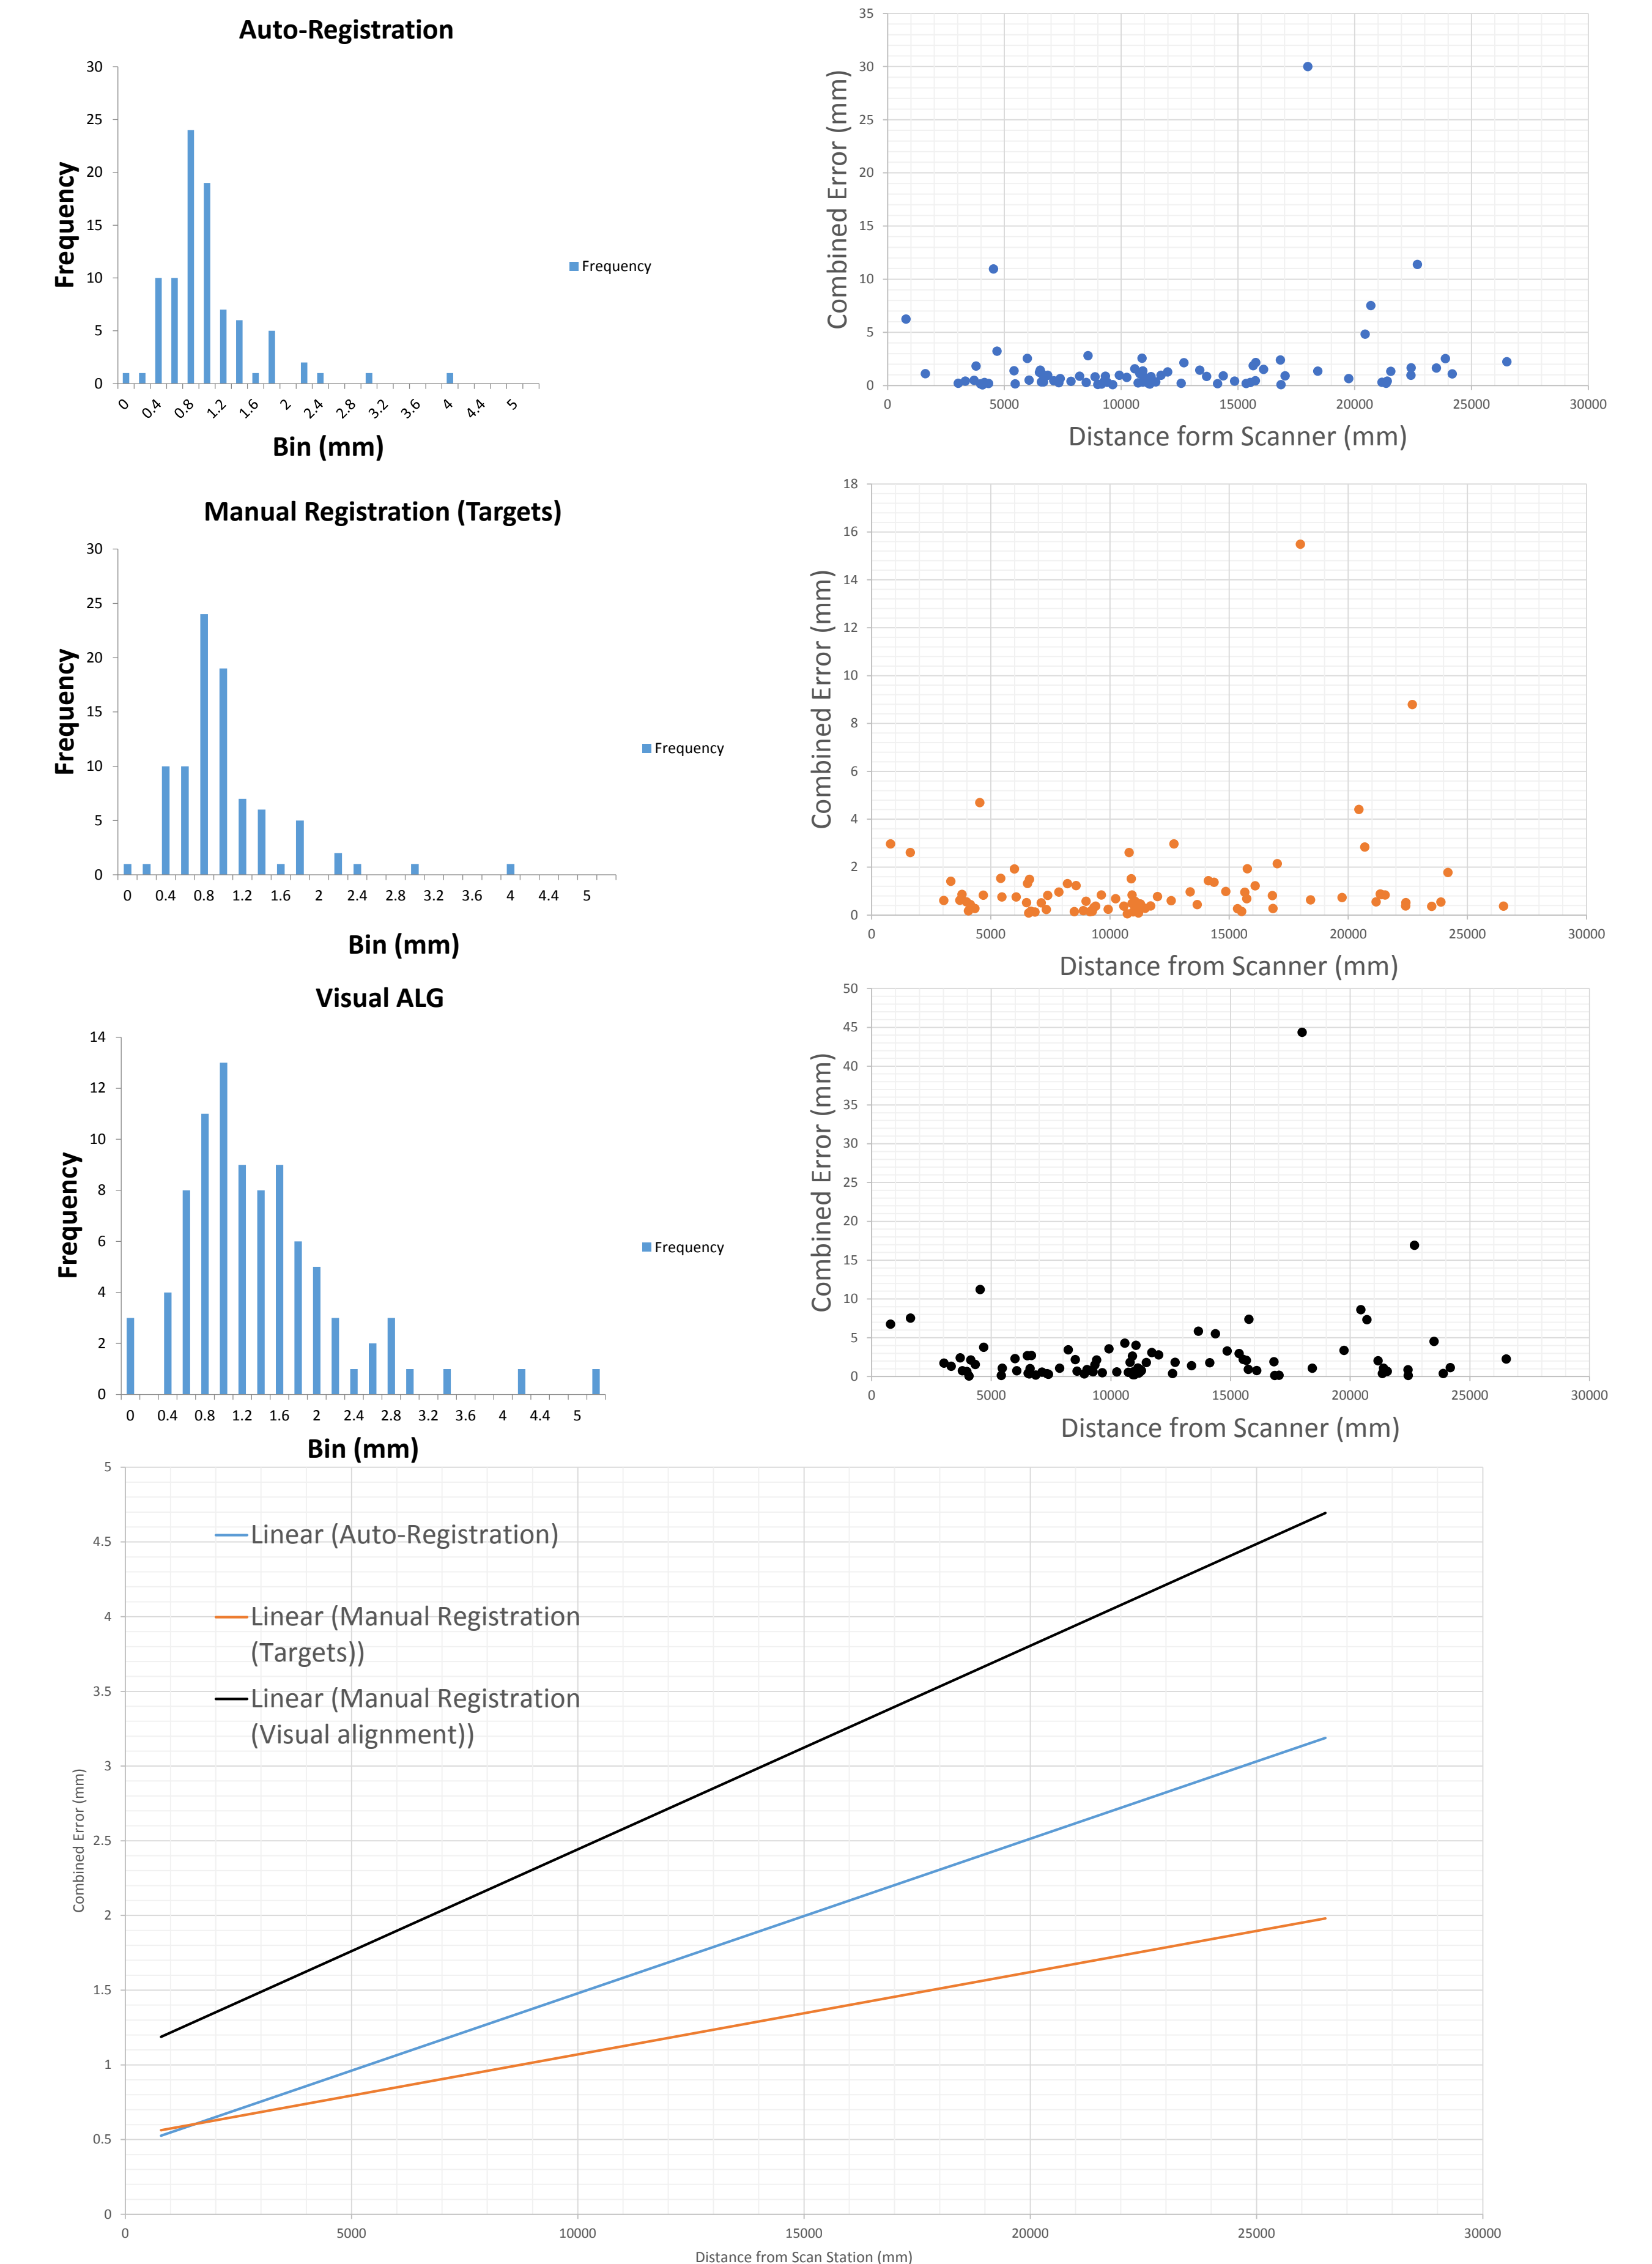 Auto-Registration
30
25
20
15
10
5
0
Frequency
0 0.4 0.8 1.2 1.6 2 2.4 2.8 3.2 3.6 4 4.4 5
Bin (mm)
Frequency
35
30
25
20
15
10
5
0
Combined Error (mm)
0 5000 10000 15000 20000 25000 30000
Distance form Scanner (mm)
Manual Registration (Targets)
30
25
20
15
10
5
0
Frequency
0 0.4 0.8 1.2 1.6 2 2.4 2.8 3.2 3.6 4 4.4 5
Bin (mm)
Frequency
18
16
14
12
10
8
6
4
2
0
Combined Error (mm)
0 5000 10000 15000 20000 25000 30000
Distance from Scanner (mm)
Visual ALG
14
12
10
8
6
4
2
0
Frequency
0 0.4 0.8 1.2 1.6 2 2.4 2.8 3.2 3.6 4 4.4 5
Bin (mm)
Frequency
50
45
40
35
30
25
20
15
10
5
0
Combined Error (mm)
0 5000 10000 15000 20000 25000 30000
Distance from Scanner (mm)
5
4.5
4
3.5
3
2.5
2
1.5
1
0.5
0
Combined Error (mm)
Linear (Auto-Registration)
Linear (Manual Registration
(Targets))
Linear (Manual Registration
(Visual alignment))
0 5000 10000 15000 20000 25000 30000
Distance from Scan Station (mm)